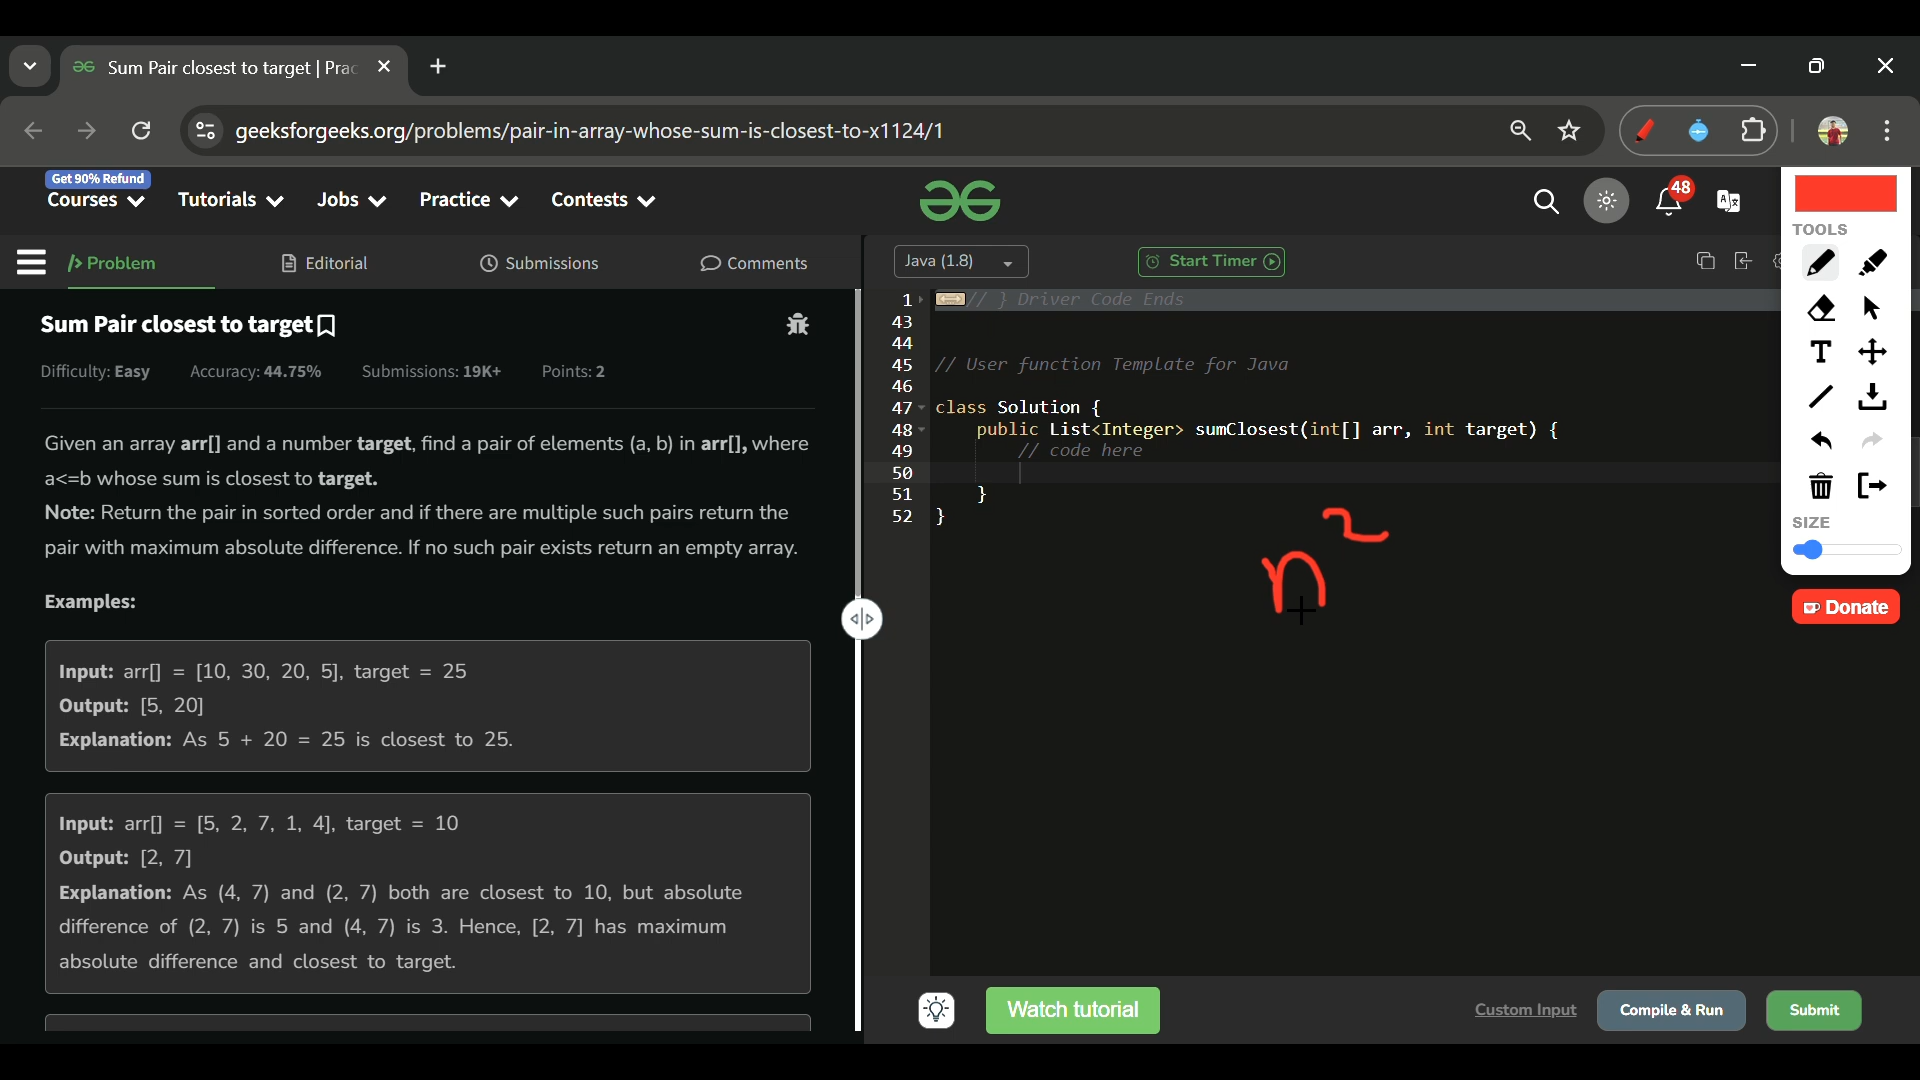 Sum Pair closest to target | Prac
geeksforgeeks.org/problems/pair-in-array-whose-sum-is-closest-to-x1124/1
Get 90% Refund
Courses
Tutorials
Jobs
Practice
Contests
48
Problem
Editorial
Submissions
Comments
Java (1.8)
Start Timer
Sum Pair closest to target
Difficulty: Easy
Accuracy: 44.75%
Submissions: 19K+
Points: 2
Given an array arr[] and a number target, find a pair of elements (a, b) in arr[], where
a<=b whose sum is closest to target.
Note: Return the pair in sorted order and if there are multiple such pairs return the
pair with maximum absolute difference. If no such pair exists return an empty array.
Examples:
Input: arr[] = [10, 30, 20, 5], target = 25
Output: [5, 20]
Explanation: As 5 + 20 = 25 is closest to 25.
Input: arr[] = [5, 2, 7, 1, 4], target = 10
Output: [2, 7]
Explanation: As (4, 7) and (2, 7) both are closest to 10, but absolute
difference of (2, 7) is 5 and (4, 7) is 3. Hence, [2, 7] has maximum
absolute difference and closest to target.
1 // } Driver Code Ends
43
44
45 // User function Template for Java
46
47 class Solution {
48 public List<Integer> sumClosest(int[] arr, int target) {
49 // code here
50
51 }
52 }
n²
TOOLS
T
SIZE
Donate
Watch tutorial
Custom Input
Compile & Run
Submit